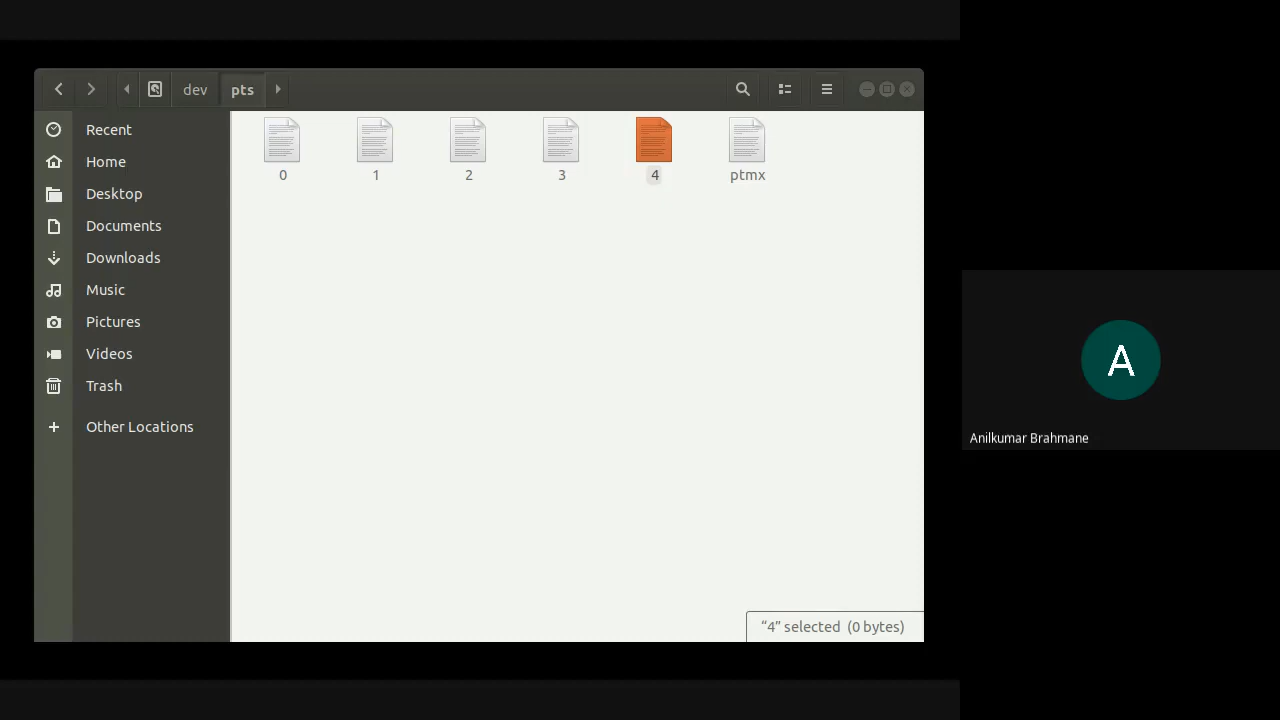 dev
pts
Recent
Home
Desktop
Documents
Downloads
Music
Pictures
Videos
Trash
Other Locations
0
1
2
3
4
ptmx
“4” selected (0 bytes)
A
Anilkumar Brahmane